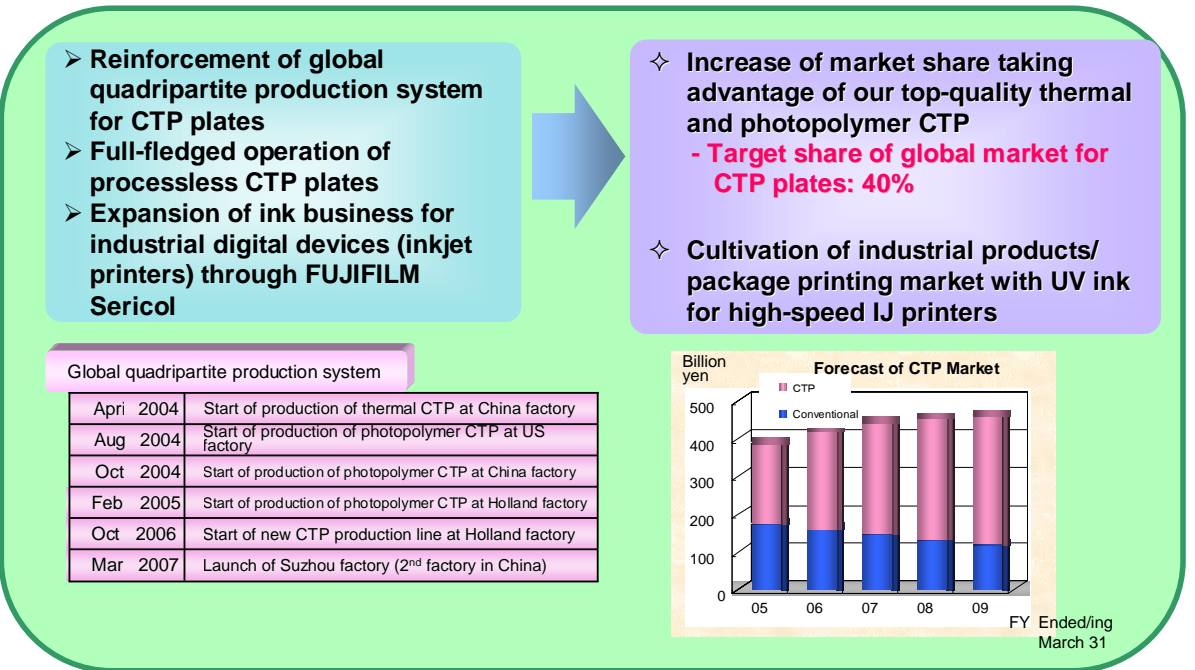 ➢ Reinforcement of global
quadripartite production system
for CTP plates
➢ Full-fledged operation of
processless CTP plates
➢ Expansion of ink business for
industrial digital devices (inkjet
printers) through FUJIFILM
Sericol
✧ Increase of market share taking
advantage of our top-quality thermal
and photopolymer CTP
- Target share of global market for
CTP plates: 40%
✧ Cultivation of industrial products/
package printing market with UV ink
for high-speed IJ printers
Global quadripartite production system
Apri 2004 Start of production of thermal CTP at China factory
Aug 2004 Start of production of photopolymer CTP at US
factory
Oct 2004 Start of production of photopolymer CTP at China factory
Feb 2005 Start of production of photopolymer CTP at Holland factory
Oct 2006 Start of new CTP production line at Holland factory
Mar 2007 Launch of Suzhou factory (2nd factory in China)
Billion
yen
Forecast of CTP Market
CTP
Conventional
500
400
300
200
100
0
05 06 07 08 09
FY Ended/ing
March 31